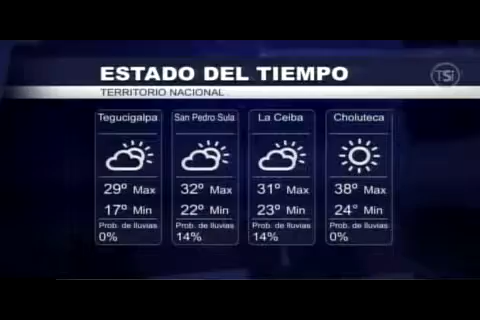 ESTADO DEL TIEMPO
TSi
TERRITORIO NACIONAL
Tegucigalpa
29º Max
17º Min
Prob. de lluvias
0%
San Pedro Sula
32º Max
22º Min
Prob. de lluvias
14%
La Ceiba
31º Max
23º Min
Prob. de lluvias
14%
Choluteca
38º Max
24º Min
Prob. de lluvias
0%